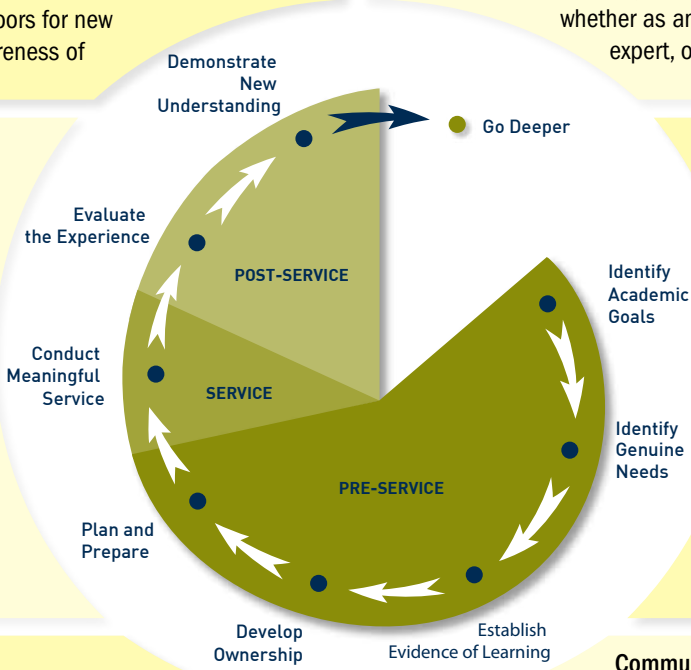 oors for new
reness of
whether as an
expert, o
Demonstrate
New
Understanding
Go Deeper
Evaluate
the Experience
POST-SERVICE
Identify
Academic
Goals
Conduct
Meaningful
Service
SERVICE
Identify
Genuine
Needs
PRE-SERVICE
Plan and
Prepare
Develop
Ownership
Establish
Evidence of Learning
Commu